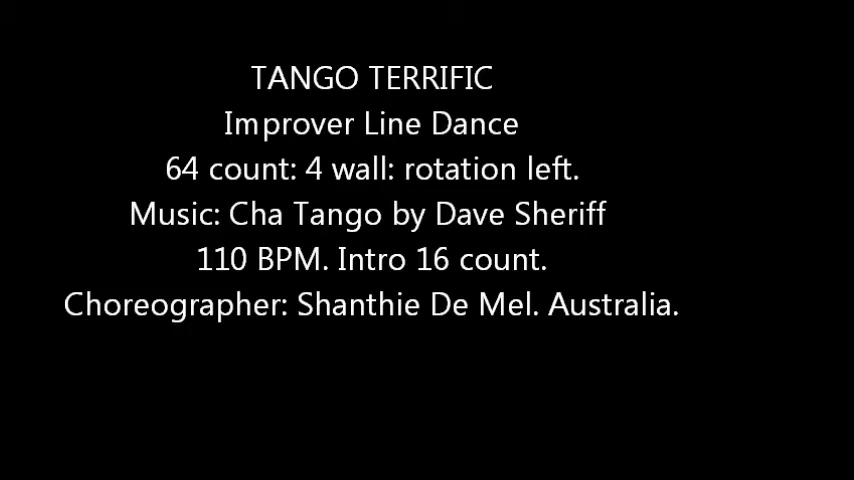 TANGO TERRIFIC
Improver Line Dance
64 count: 4 wall: rotation left.
Music: Cha Tango by Dave Sheriff
110 BPM. Intro 16 count.
Choreographer: Shanthie De Mel. Australia.